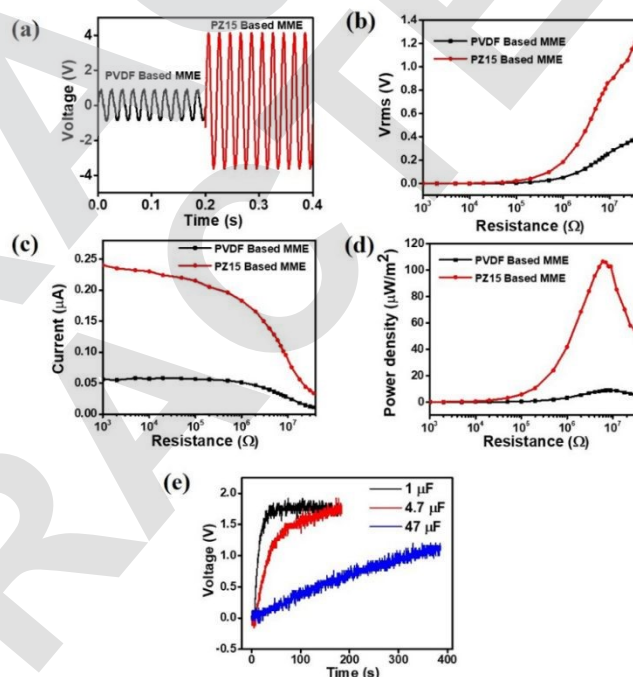 (a)
PZ15 Based MME
PVDF Based MME
Voltage (V)
4
2
0
-2
-4
0.0 0.1 0.2 0.3 0.4
Time (s)
(b)
PVDF Based MME
PZ15 Based MME
Vrms (V)
1.4
1.2
1.0
0.8
0.6
0.4
0.2
0.0
10³ 10⁴ 10⁵ 10⁶ 10⁷
Resistance (Ω)
(c)
PVDF Based MME
PZ15 Based MME
Current (μA)
0.25
0.20
0.15
0.10
0.05
0.00
10³ 10⁴ 10⁵ 10⁶ 10⁷
Resistance (Ω)
(d)
PVDF Based MME
PZ15 Based MME
Power density (μW/m²)
120
100
80
60
40
20
0
10³ 10⁴ 10⁵ 10⁶ 10⁷
Resistance (Ω)
(e)
1 μF
4.7 μF
47 μF
Voltage (V)
2.0
1.5
1.0
0.5
0.0
-0.5
0 100 200 300 400
Time (s)